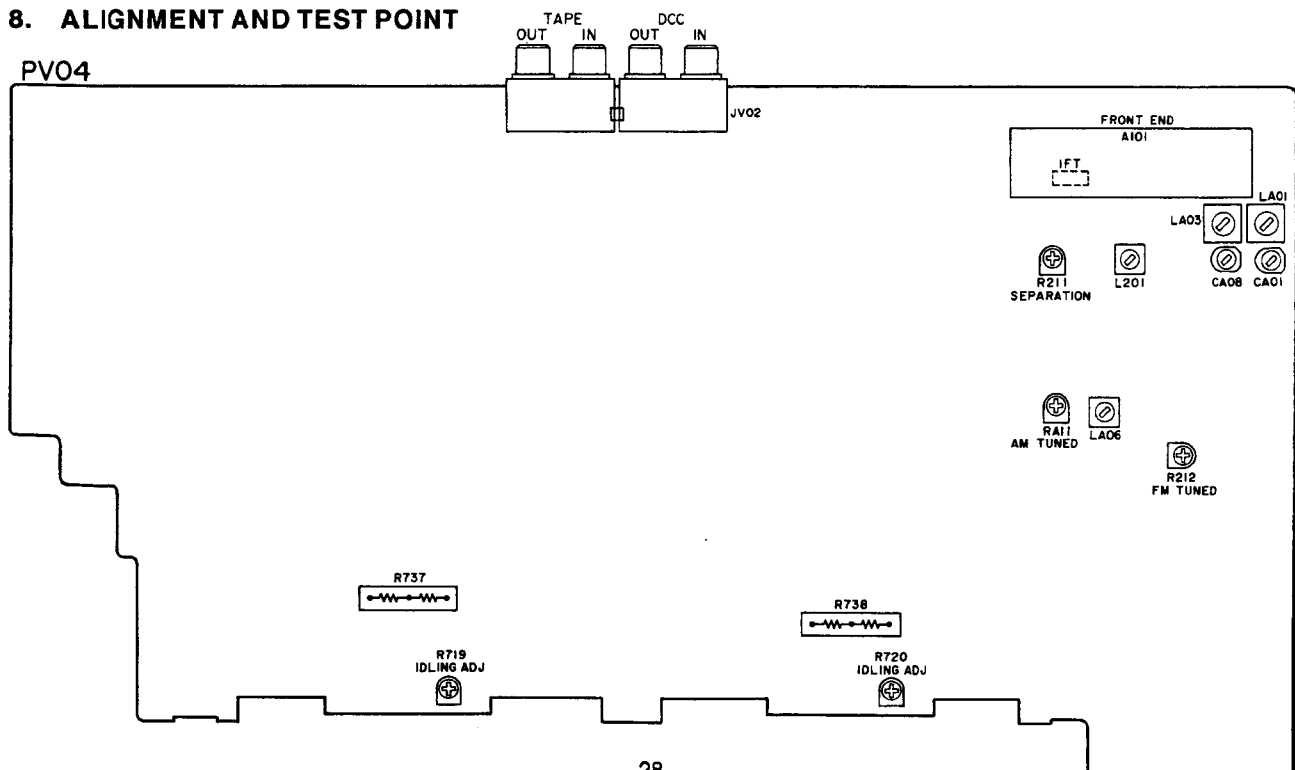 8. ALIGNMENT AND TEST POINT
TAPE DCC
OUT IN OUT IN
PV04
JV02
FRONT END
A101
IFT
LA01
LA03
R211
SEPARATION
L201
CA08 CA01
RA11
AM TUNED
LA06
R212
FM TUNED
R737
R738
R719
IDLING ADJ
R720
IDLING ADJ